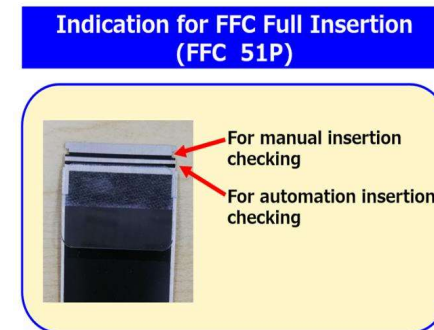 Indication for FFC Full Insertion
(FFC 51P)
For manual insertion
checking
For automation insertion
checking